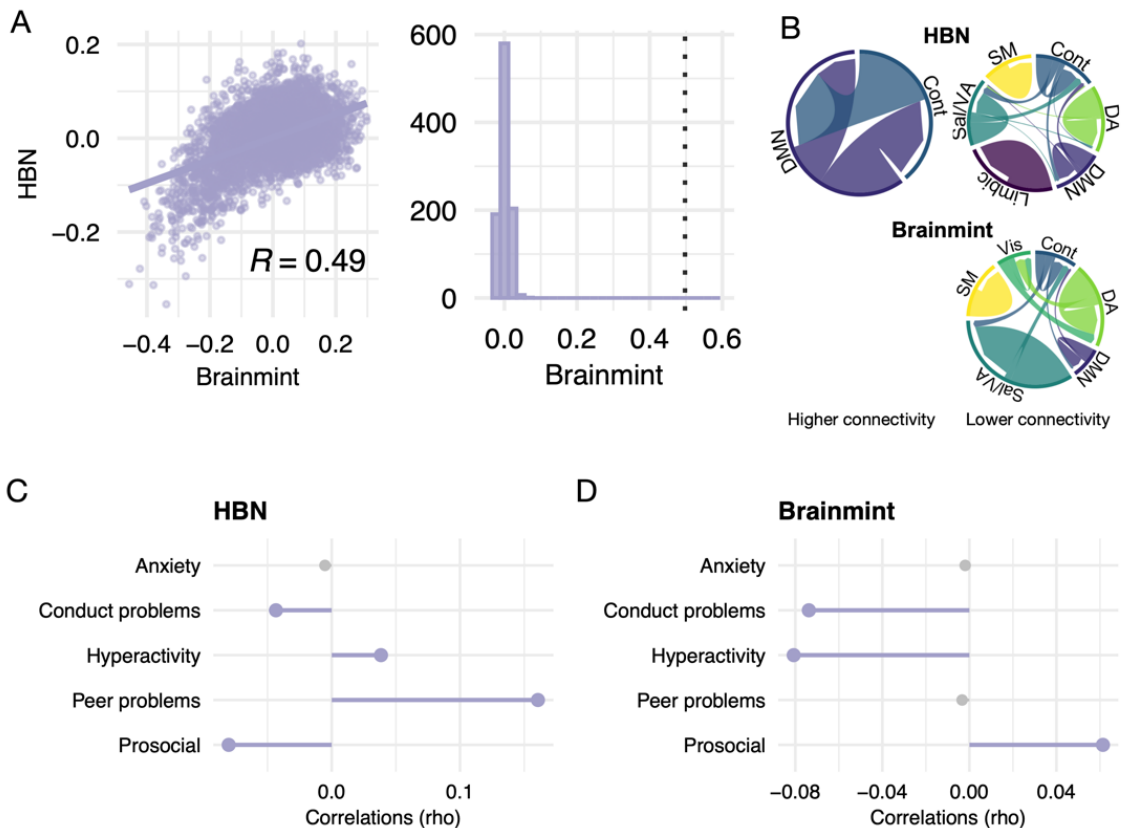 A
0.2
0.0
−0.2
HBN
R = 0.49
−0.4 −0.2 0.0 0.2
Brainmint
600
400
200
0
0.0 0.2 0.4 0.6
Brainmint
B
HBN
DMN
Cont
SM
Cont
Sal/VA
DA
Limbic
DMN
Brainmint
Vis
Cont
SM
DA
Sal/VA
DMN
Higher connectivity
Lower connectivity
C
HBN
Anxiety
Conduct problems
Hyperactivity
Peer problems
Prosocial
0.0 0.1
Correlations (rho)
D
Brainmint
Anxiety
Conduct problems
Hyperactivity
Peer problems
Prosocial
−0.08 −0.04 0.00 0.04
Correlations (rho)